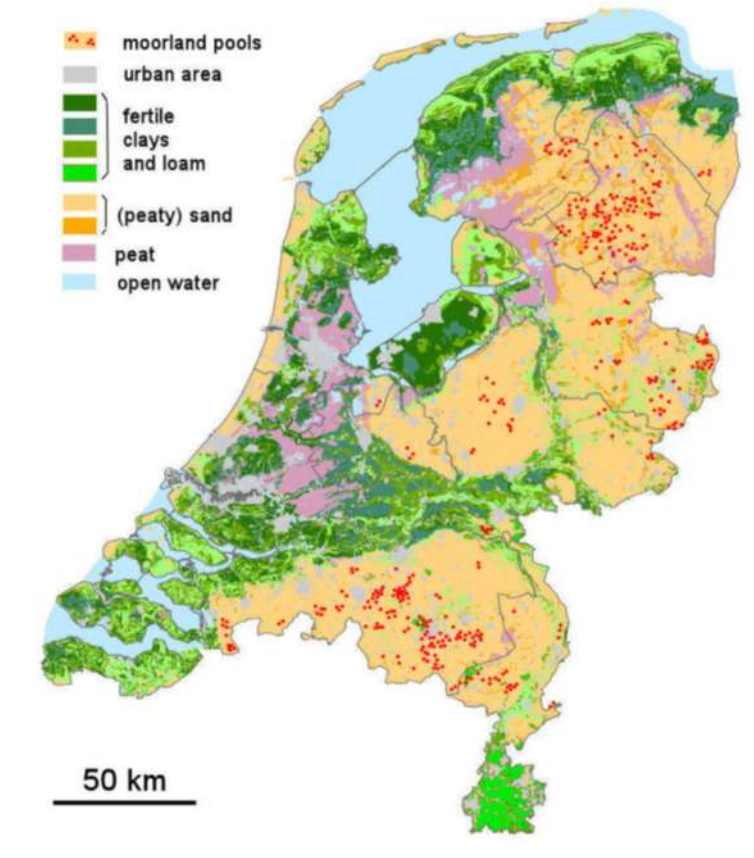 moorland pools
urban area
fertile
clays
and loam
(peaty) sand
peat
open water
50 km